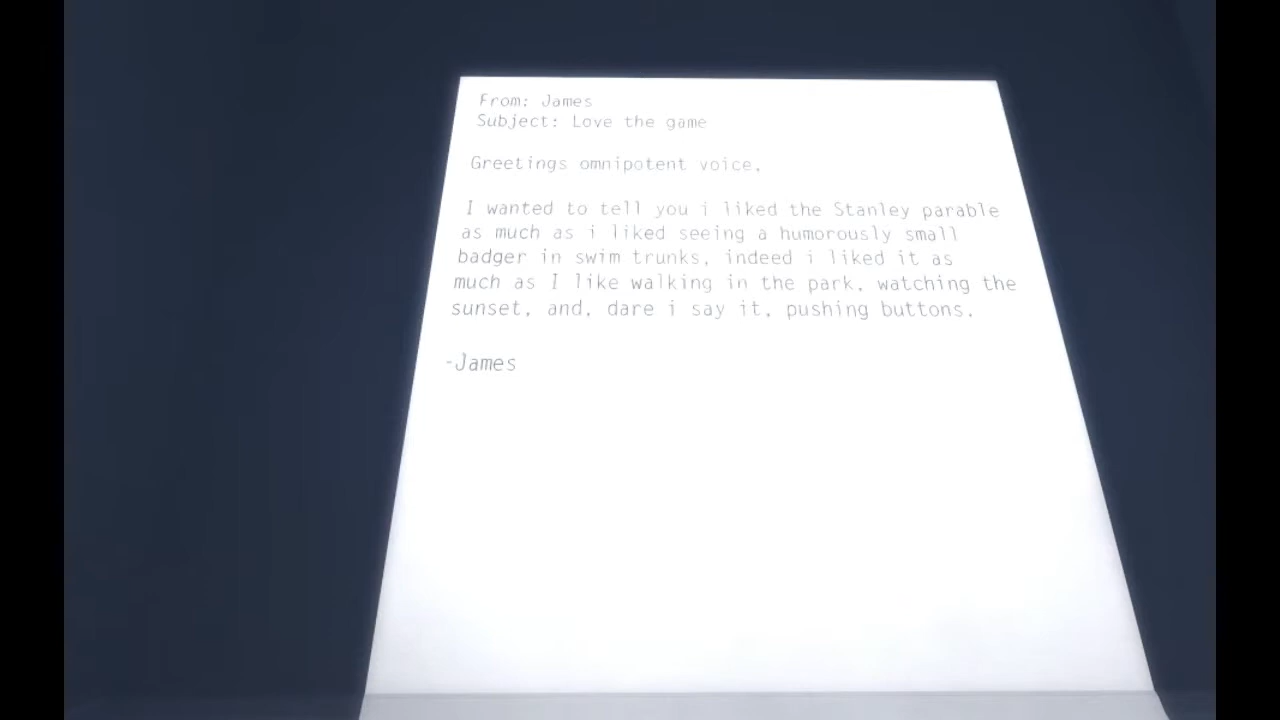 From: James
Subject: Love the game
Greetings omnipotent voice,
I wanted to tell you i liked the Stanley parable
as much as i liked seeing a humorously small
badger in swim trunks, indeed i liked it as
much as I like walking in the park, watching the
sunset, and, dare i say it, pushing buttons.
-James